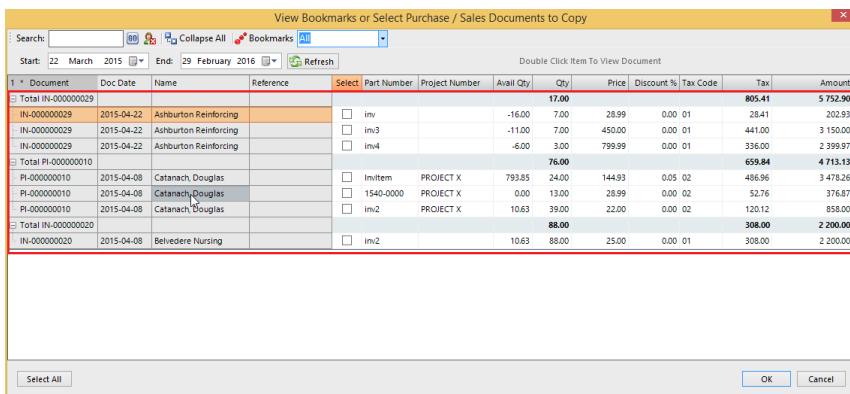 View Bookmarks or Select Purchase / Sales Documents to Copy
Search: Collapse All Bookmarks All
Start: 22 March 2015 End: 29 February 2016 Refresh Double Click Item To View Document
1 * Document Doc Date Name Reference Select Part Number Project Number Avail Qty Qty Price Discount % Tax Code Tax Amount
Total IN-000000029 17.00 805.41 5 752.90
IN-000000029 2015-04-22 Ashburton Reinforcing inv -16.00 7.00 28.99 0.00 01 28.41 202.93
IN-000000029 2015-04-22 Ashburton Reinforcing inv3 -11.00 7.00 450.00 0.00 01 441.00 3 150.00
IN-000000029 2015-04-22 Ashburton Reinforcing inv4 -6.00 3.00 799.99 0.00 01 336.00 2 399.97
Total PI-000000010 76.00 659.84 4 713.13
PI-000000010 2015-04-08 Catanach, Douglas InvItem PROJECT X 793.85 24.00 144.93 0.05 02 486.96 3 478.26
PI-000000010 2015-04-08 Catanach, Douglas 1540-0000 PROJECT X 0.00 13.00 28.99 0.00 02 52.76 376.87
PI-000000010 2015-04-08 Catanach, Douglas inv2 PROJECT X 10.63 39.00 22.00 0.00 02 120.12 858.00
Total IN-000000020 88.00 308.00 2 200.00
IN-000000020 2015-04-08 Belvedere Nursing inv2 10.63 88.00 25.00 0.00 01 308.00 2 200.00
Select All OK Cancel